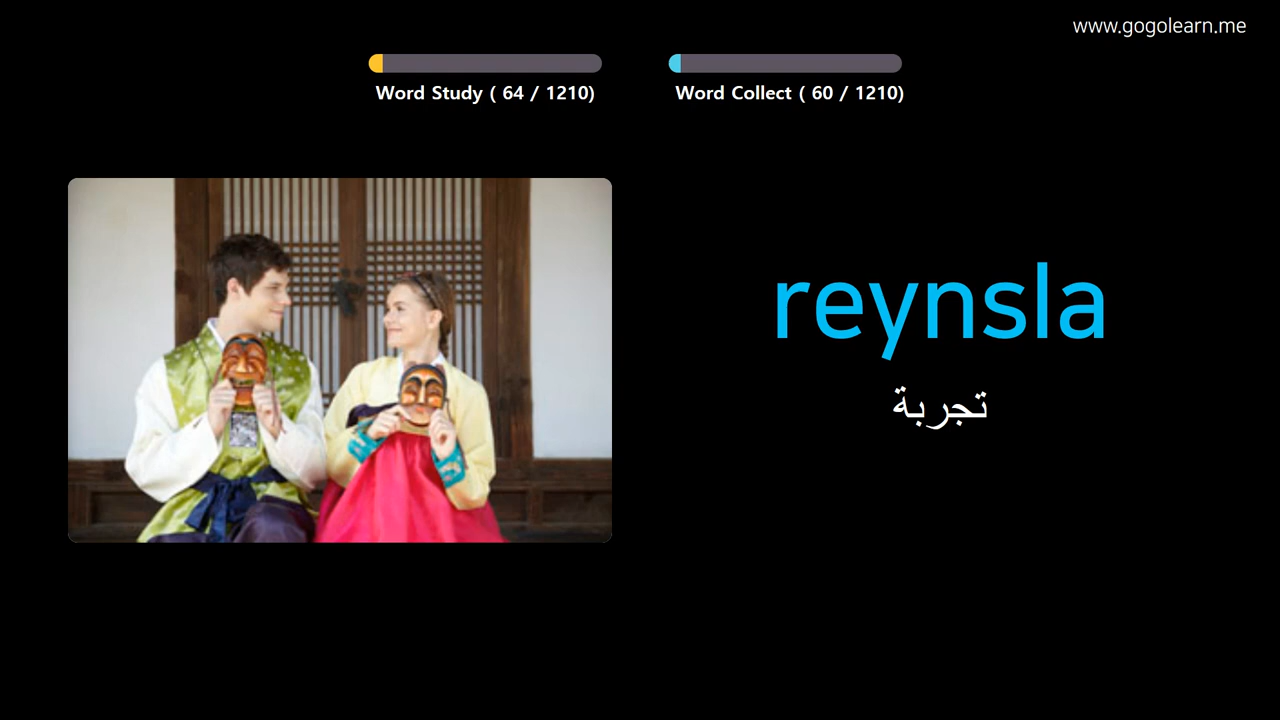 www.gogolearn.me
Word Study ( 64 / 1210)
Word Collect ( 60 / 1210)
reynsla
تجربة